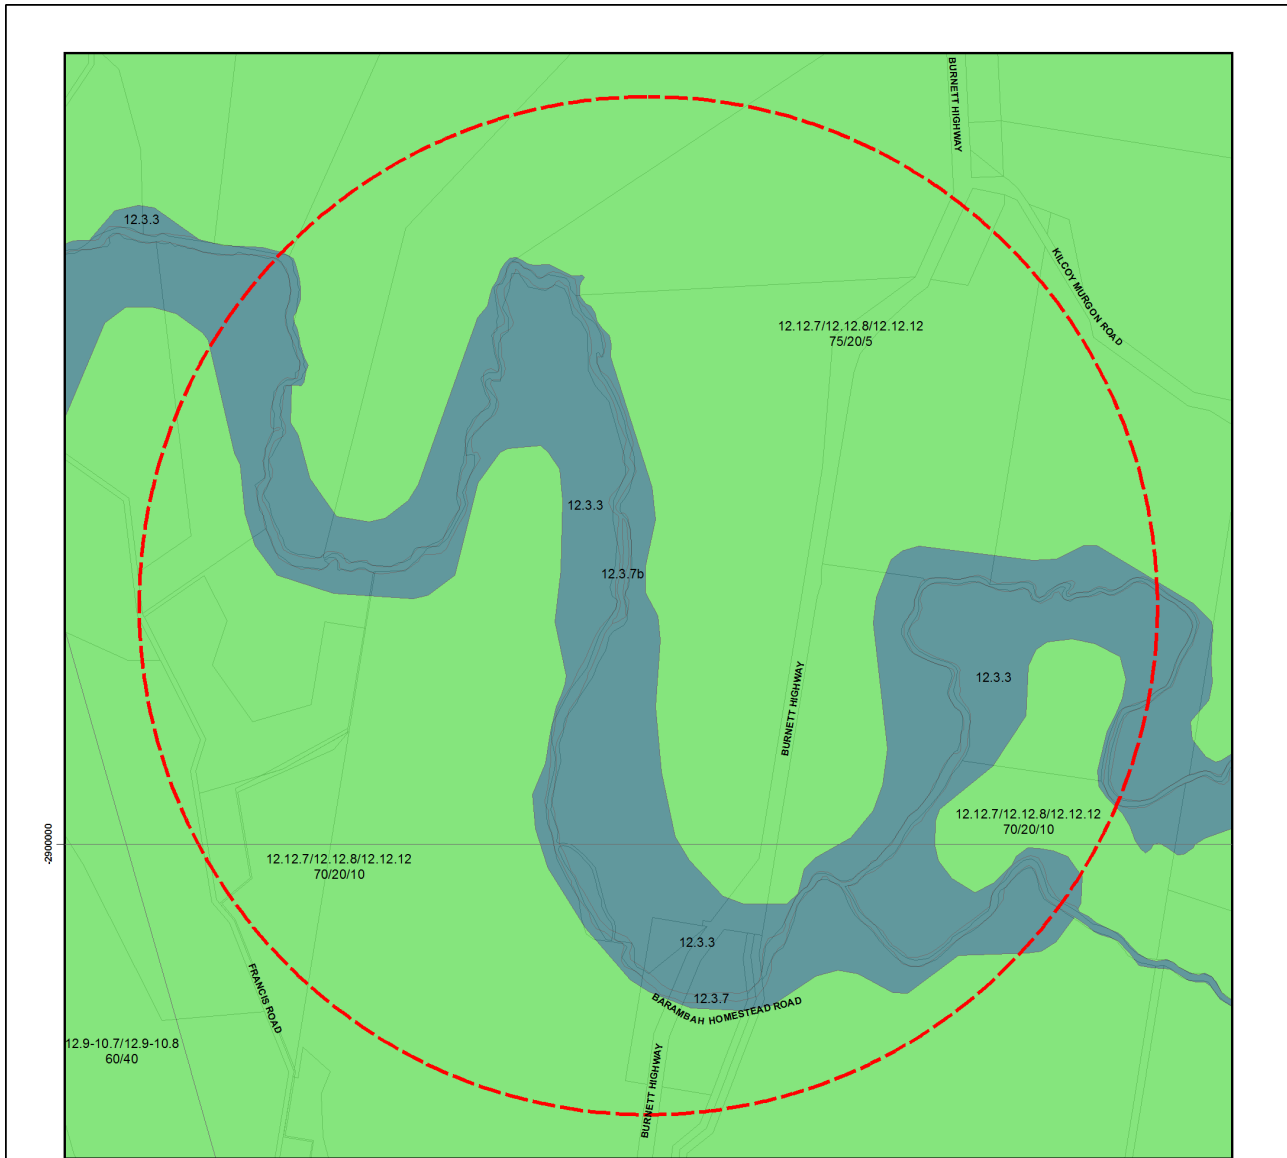 BURNETT HIGHWAY
12.3.3
KILCOY MURGON ROAD
12.12.7/12.12.8/12.12.12
75/20/5
12.3.3
12.3.7b
12.3.3
BURNETT HIGHWAY
12.12.7/12.12.8/12.12.12
70/20/10
-2900000
12.12.7/12.12.8/12.12.12
70/20/10
12.3.3
FRANCIS ROAD
12.3.7
BARAMBAH HOMESTEAD ROAD
12.9-10.7/12.9-10.8
60/40
BURNETT HIGHWAY